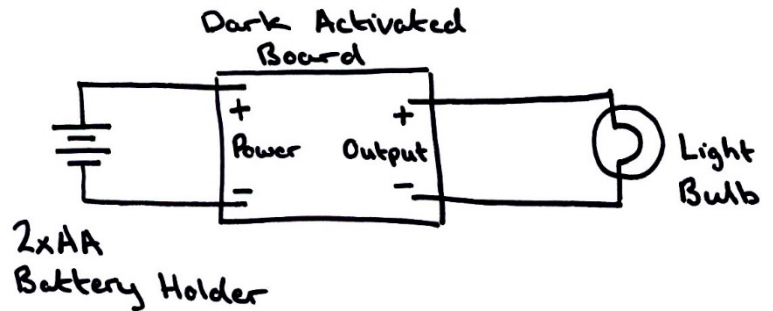 Dark Activated
Board
+
+
Power
Output
-
-
Light
Bulb
2xAA
Battery Holder